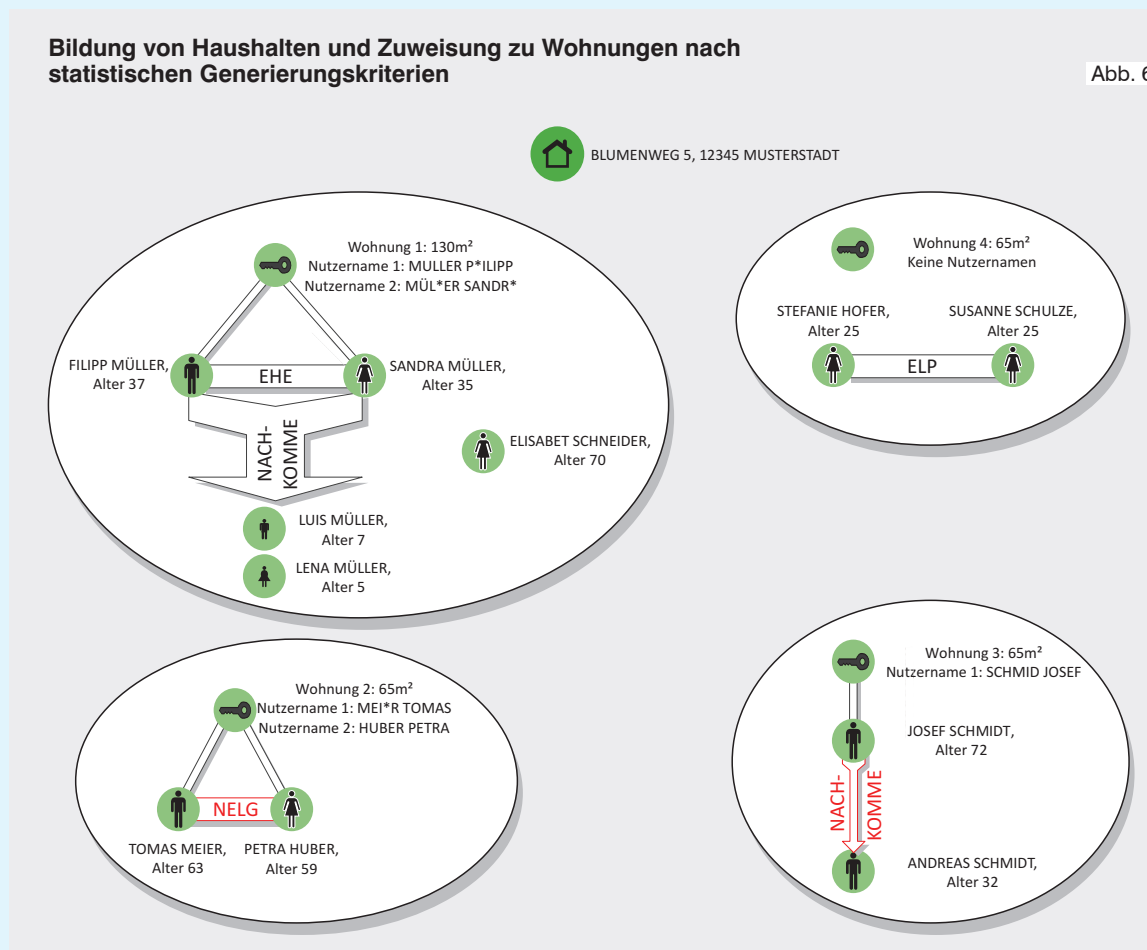 Bildung von Haushalten und Zuweisung zu Wohnungen nach
statistischen Generierungskriterien
Abb. 6
BLUMENWEG 5, 12345 MUSTERSTADT
Wohnung 1: 130m²
Nutzername 1: MULLER P*ILIPP
Nutzername 2: MÜL*ER SANDR*
FILIPP MÜLLER,
Alter 37
EHE
SANDRA MÜLLER,
Alter 35
NACH-
KOMME
ELISABET SCHNEIDER,
Alter 70
LUIS MÜLLER,
Alter 7
LENA MÜLLER,
Alter 5
Wohnung 4: 65m²
Keine Nutzernamen
STEFANIE HOFER,
Alter 25
SUSANNE SCHULZE,
Alter 25
ELP
Wohnung 2: 65m²
Nutzername 1: MEI*R TOMAS
Nutzername 2: HUBER PETRA
NELG
TOMAS MEIER,
Alter 63
PETRA HUBER,
Alter 59
Wohnung 3: 65m²
Nutzername 1: SCHMID JOSEF
JOSEF SCHMIDT,
Alter 72
NACH-
KOMME
ANDREAS SCHMIDT,
Alter 32